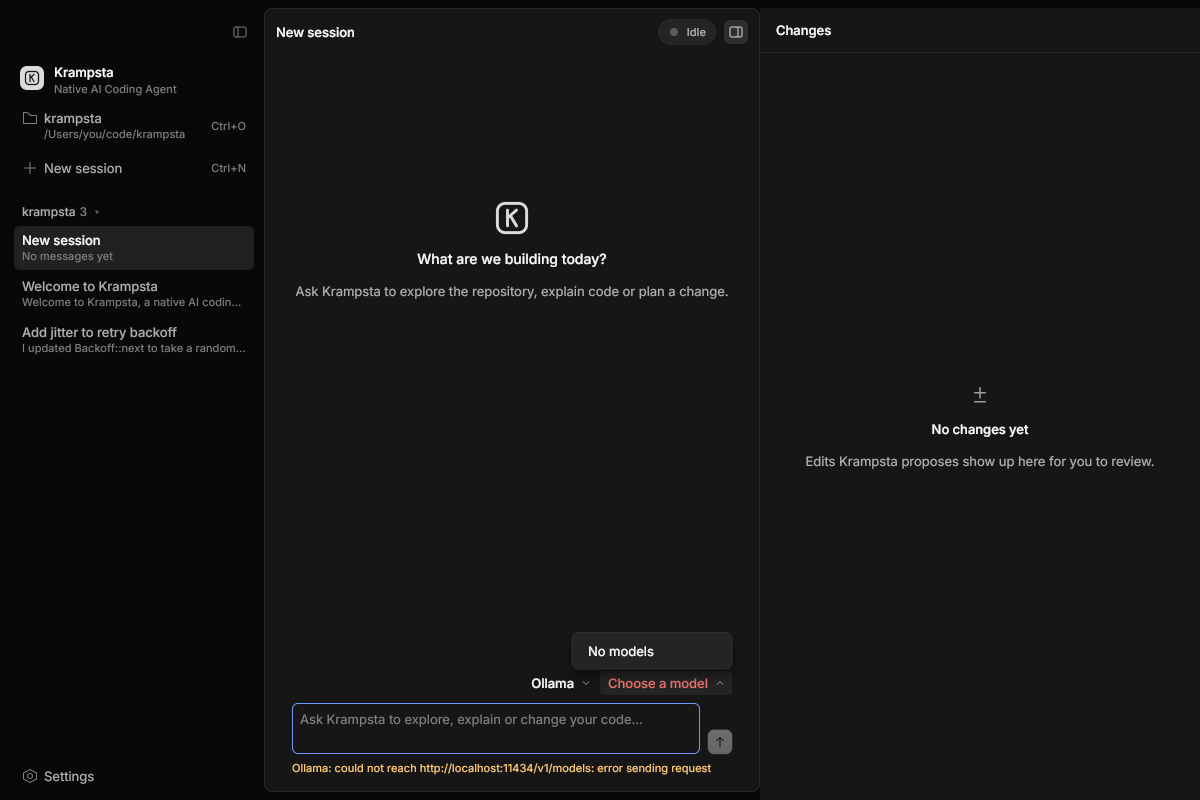 Krampsta
Native AI Coding Agent
krampsta
/Users/you/code/krampsta
Ctrl+O
New session
Ctrl+N
krampsta 3
New session
No messages yet
Welcome to Krampsta
Welcome to Krampsta, a native AI codin...
Add jitter to retry backoff
I updated Backoff::next to take a random...
Settings
New session
Idle
K
What are we building today?
Ask Krampsta to explore the repository, explain code or plan a change.
No models
Ollama
Choose a model
Ask Krampsta to explore, explain or change your code...
Ollama: could not reach http://localhost:11434/v1/models: error sending request
Changes
No changes yet
Edits Krampsta proposes show up here for you to review.